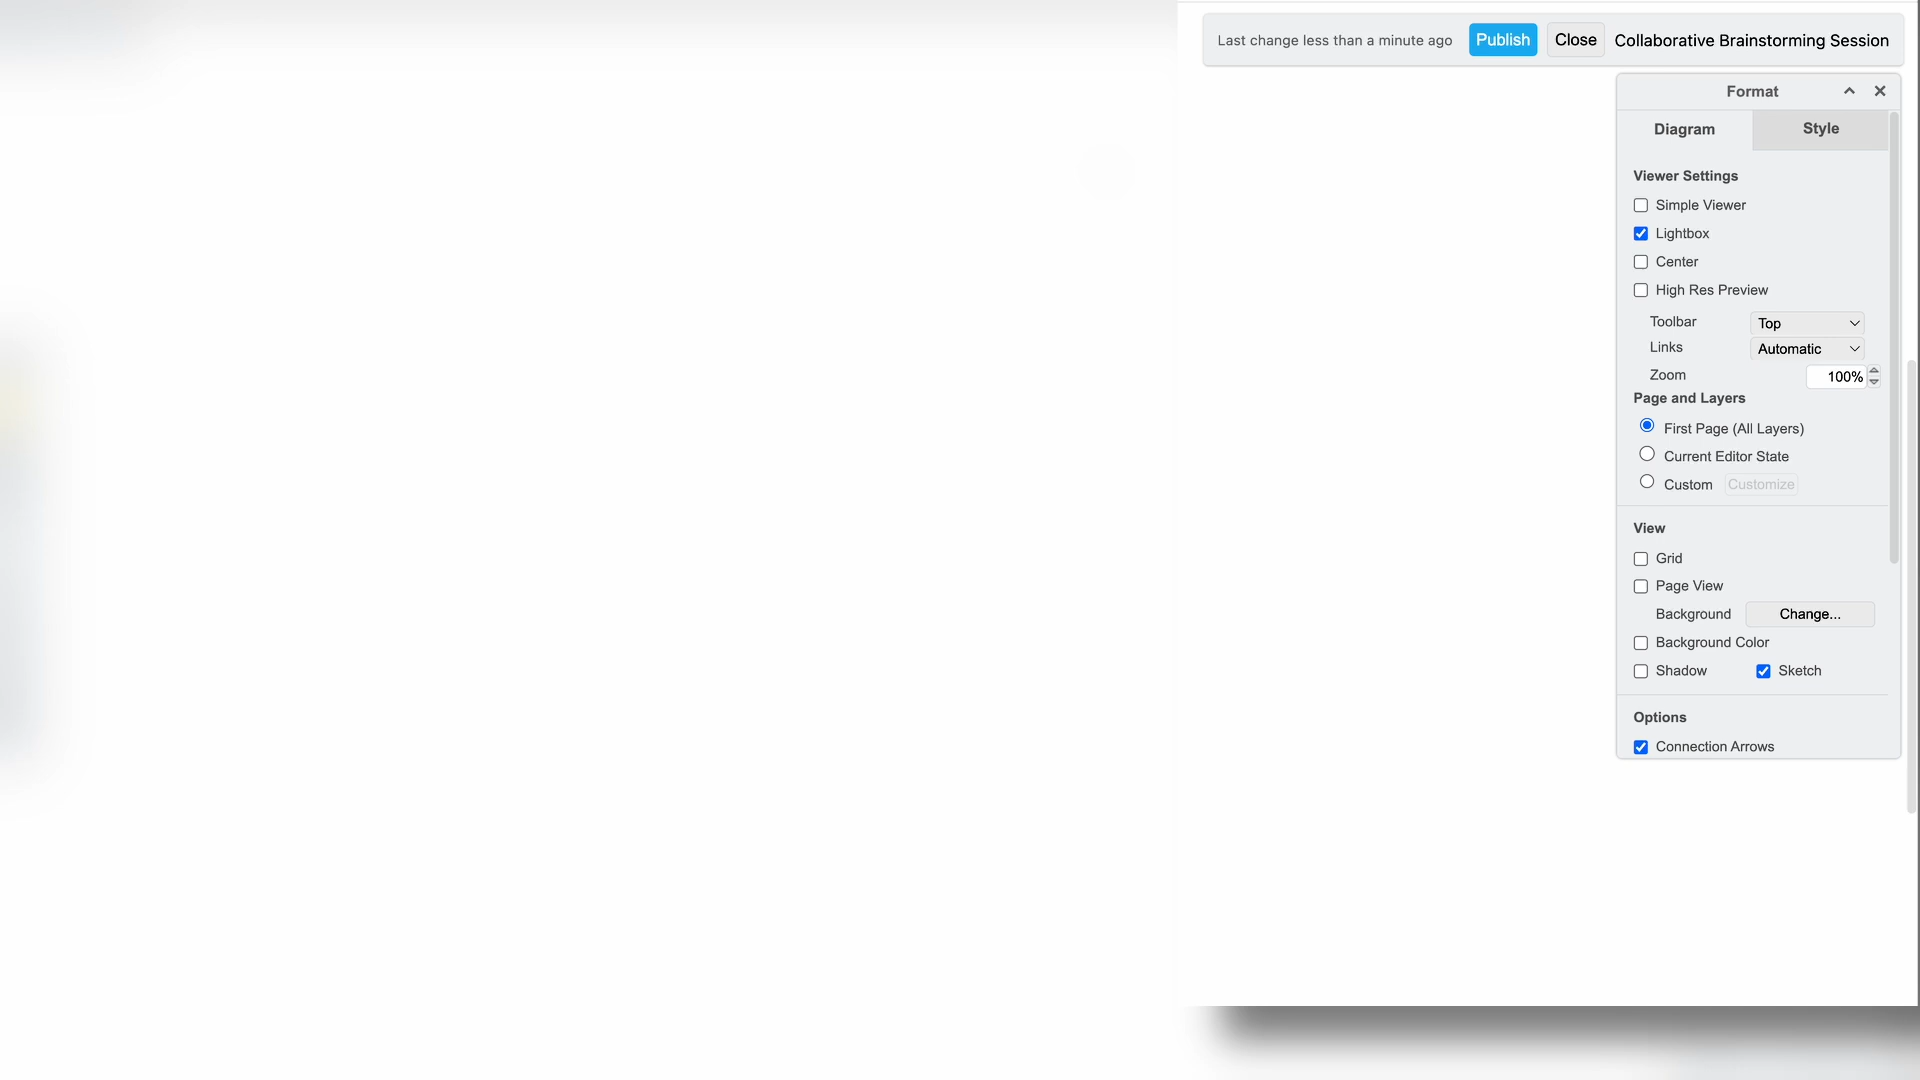 Last change less than a minute ago Publish Close Collaborative Brainstorming Session
Format
Diagram Style
Viewer Settings
Simple Viewer
Lightbox
Center
High Res Preview
Toolbar Top
Links Automatic
Zoom 100%
Page and Layers
First Page (All Layers)
Current Editor State
Custom Customize
View
Grid
Page View
Background Change...
Background Color
Shadow Sketch
Options
Connection Arrows